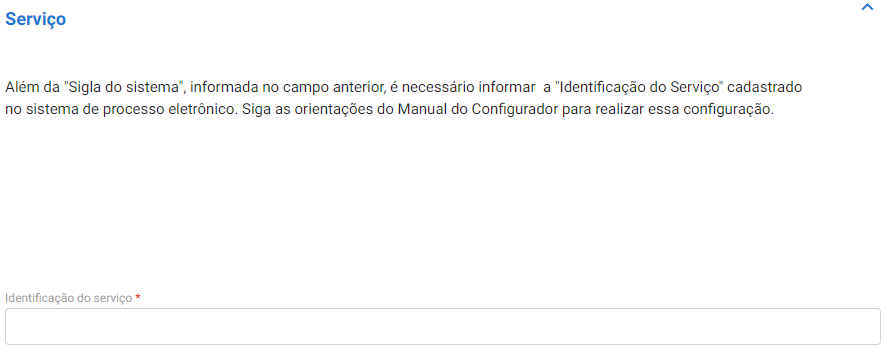 Serviço
Além da "Sigla do sistema", informada no campo anterior, é necessário informar  a "Identificação do Serviço" cadastrado
no sistema de processo eletrônico. Siga as orientações do Manual do Configurador para realizar essa configuração.
Identificação do serviço *